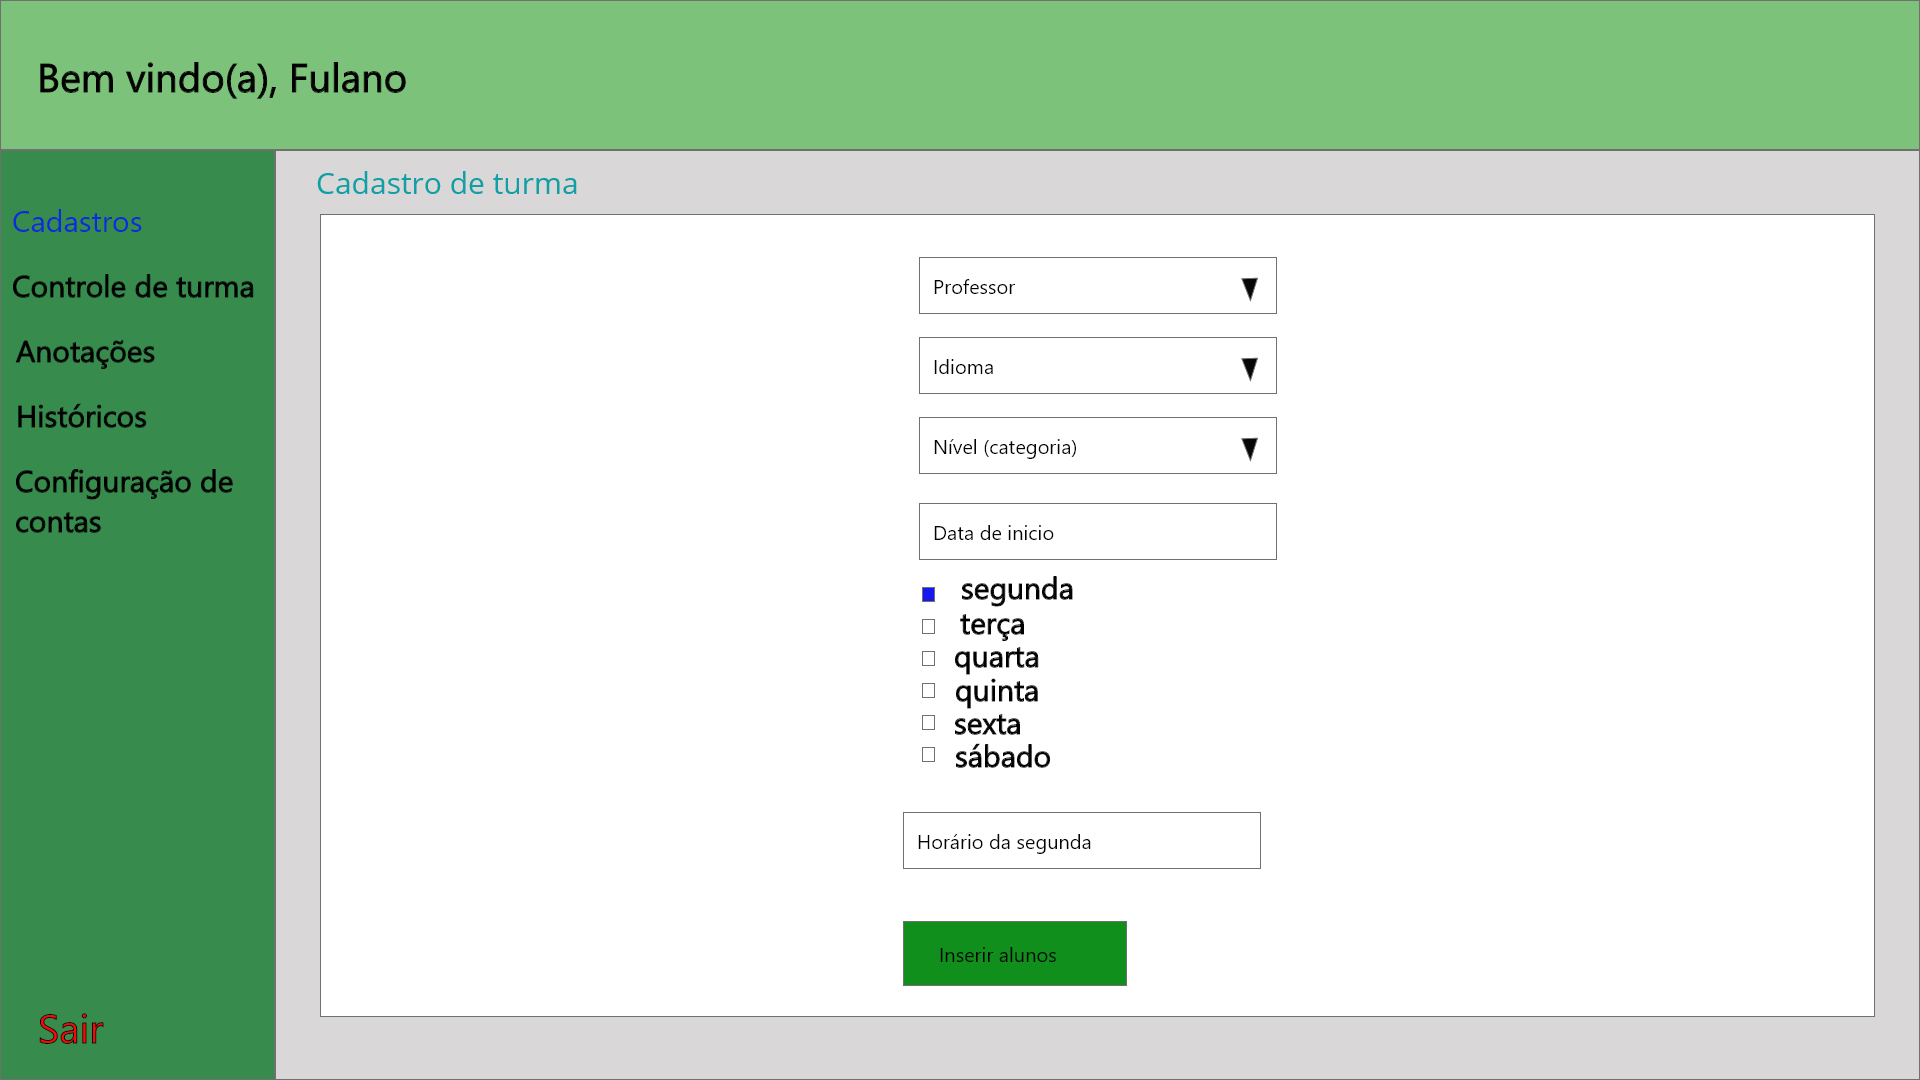 Bem vindo(a), Fulano
Cadastros
Controle de turma
Anotações
Históricos
Configuração de
contas
Sair
Cadastro de turma
Professor
Idioma
Nível (categoria)
Data de inicio
segunda
terça
quarta
quinta
sexta
sábado
Horário da segunda
Inserir alunos